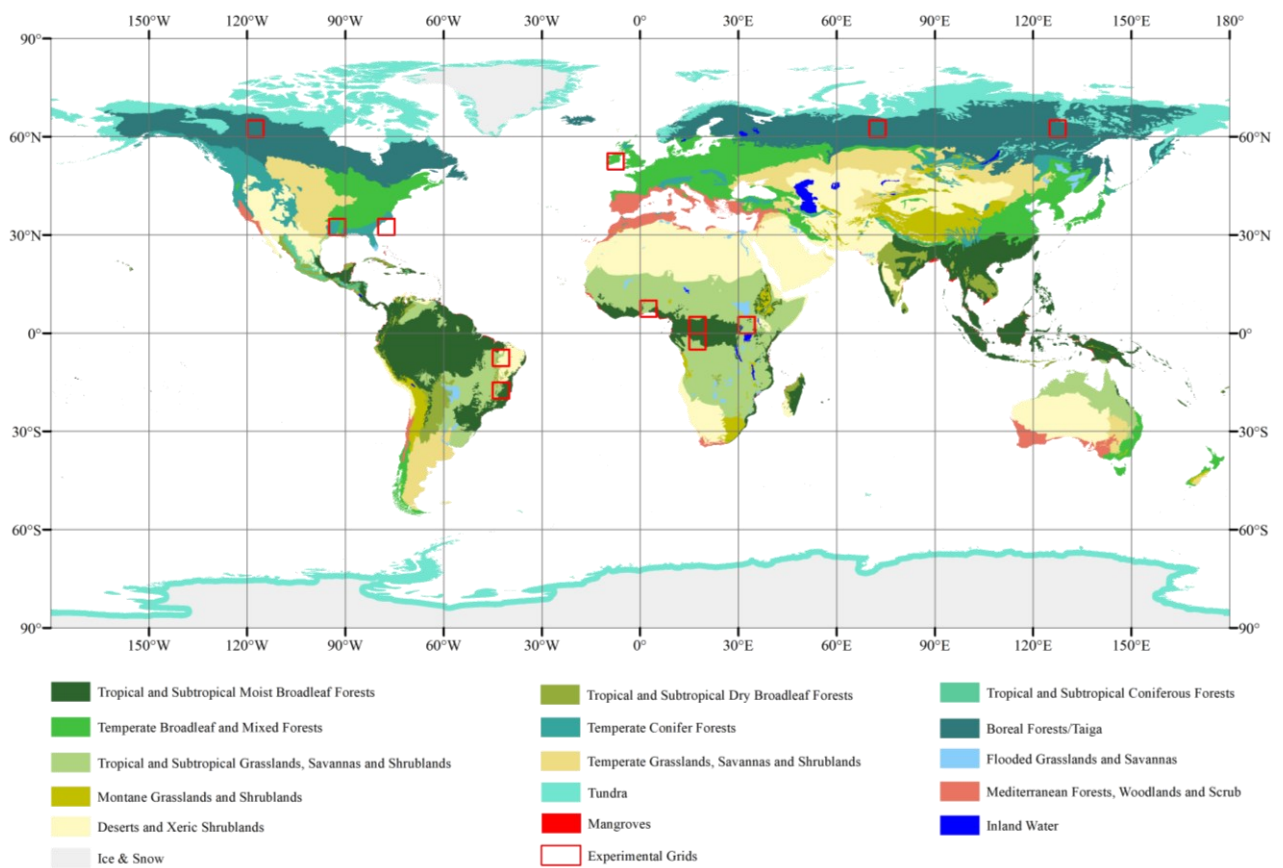 150°W 120°W 90°W 60°W 30°W 0° 30°E 60°E 90°E 120°E 150°E 180°
90° 90°
60°N 60°N
30°N 30°N
0° 0°
30°S 30°S
60°S 60°S
90° 90°
150°W 120°W 90°W 60°W 30°W 0° 30°E 60°E 90°E 120°E 150°E 180°
Tropical and Subtropical Moist Broadleaf Forests
Temperate Broadleaf and Mixed Forests
Tropical and Subtropical Grasslands, Savannas and Shrublands
Montane Grasslands and Shrublands
Deserts and Xeric Shrublands
Ice & Snow
Tropical and Subtropical Dry Broadleaf Forests
Temperate Conifer Forests
Temperate Grasslands, Savannas and Shrublands
Tundra
Mangroves
Experimental Grids
Tropical and Subtropical Coniferous Forests
Boreal Forests/Taiga
Flooded Grasslands and Savannas
Mediterranean Forests, Woodlands and Scrub
Inland Water